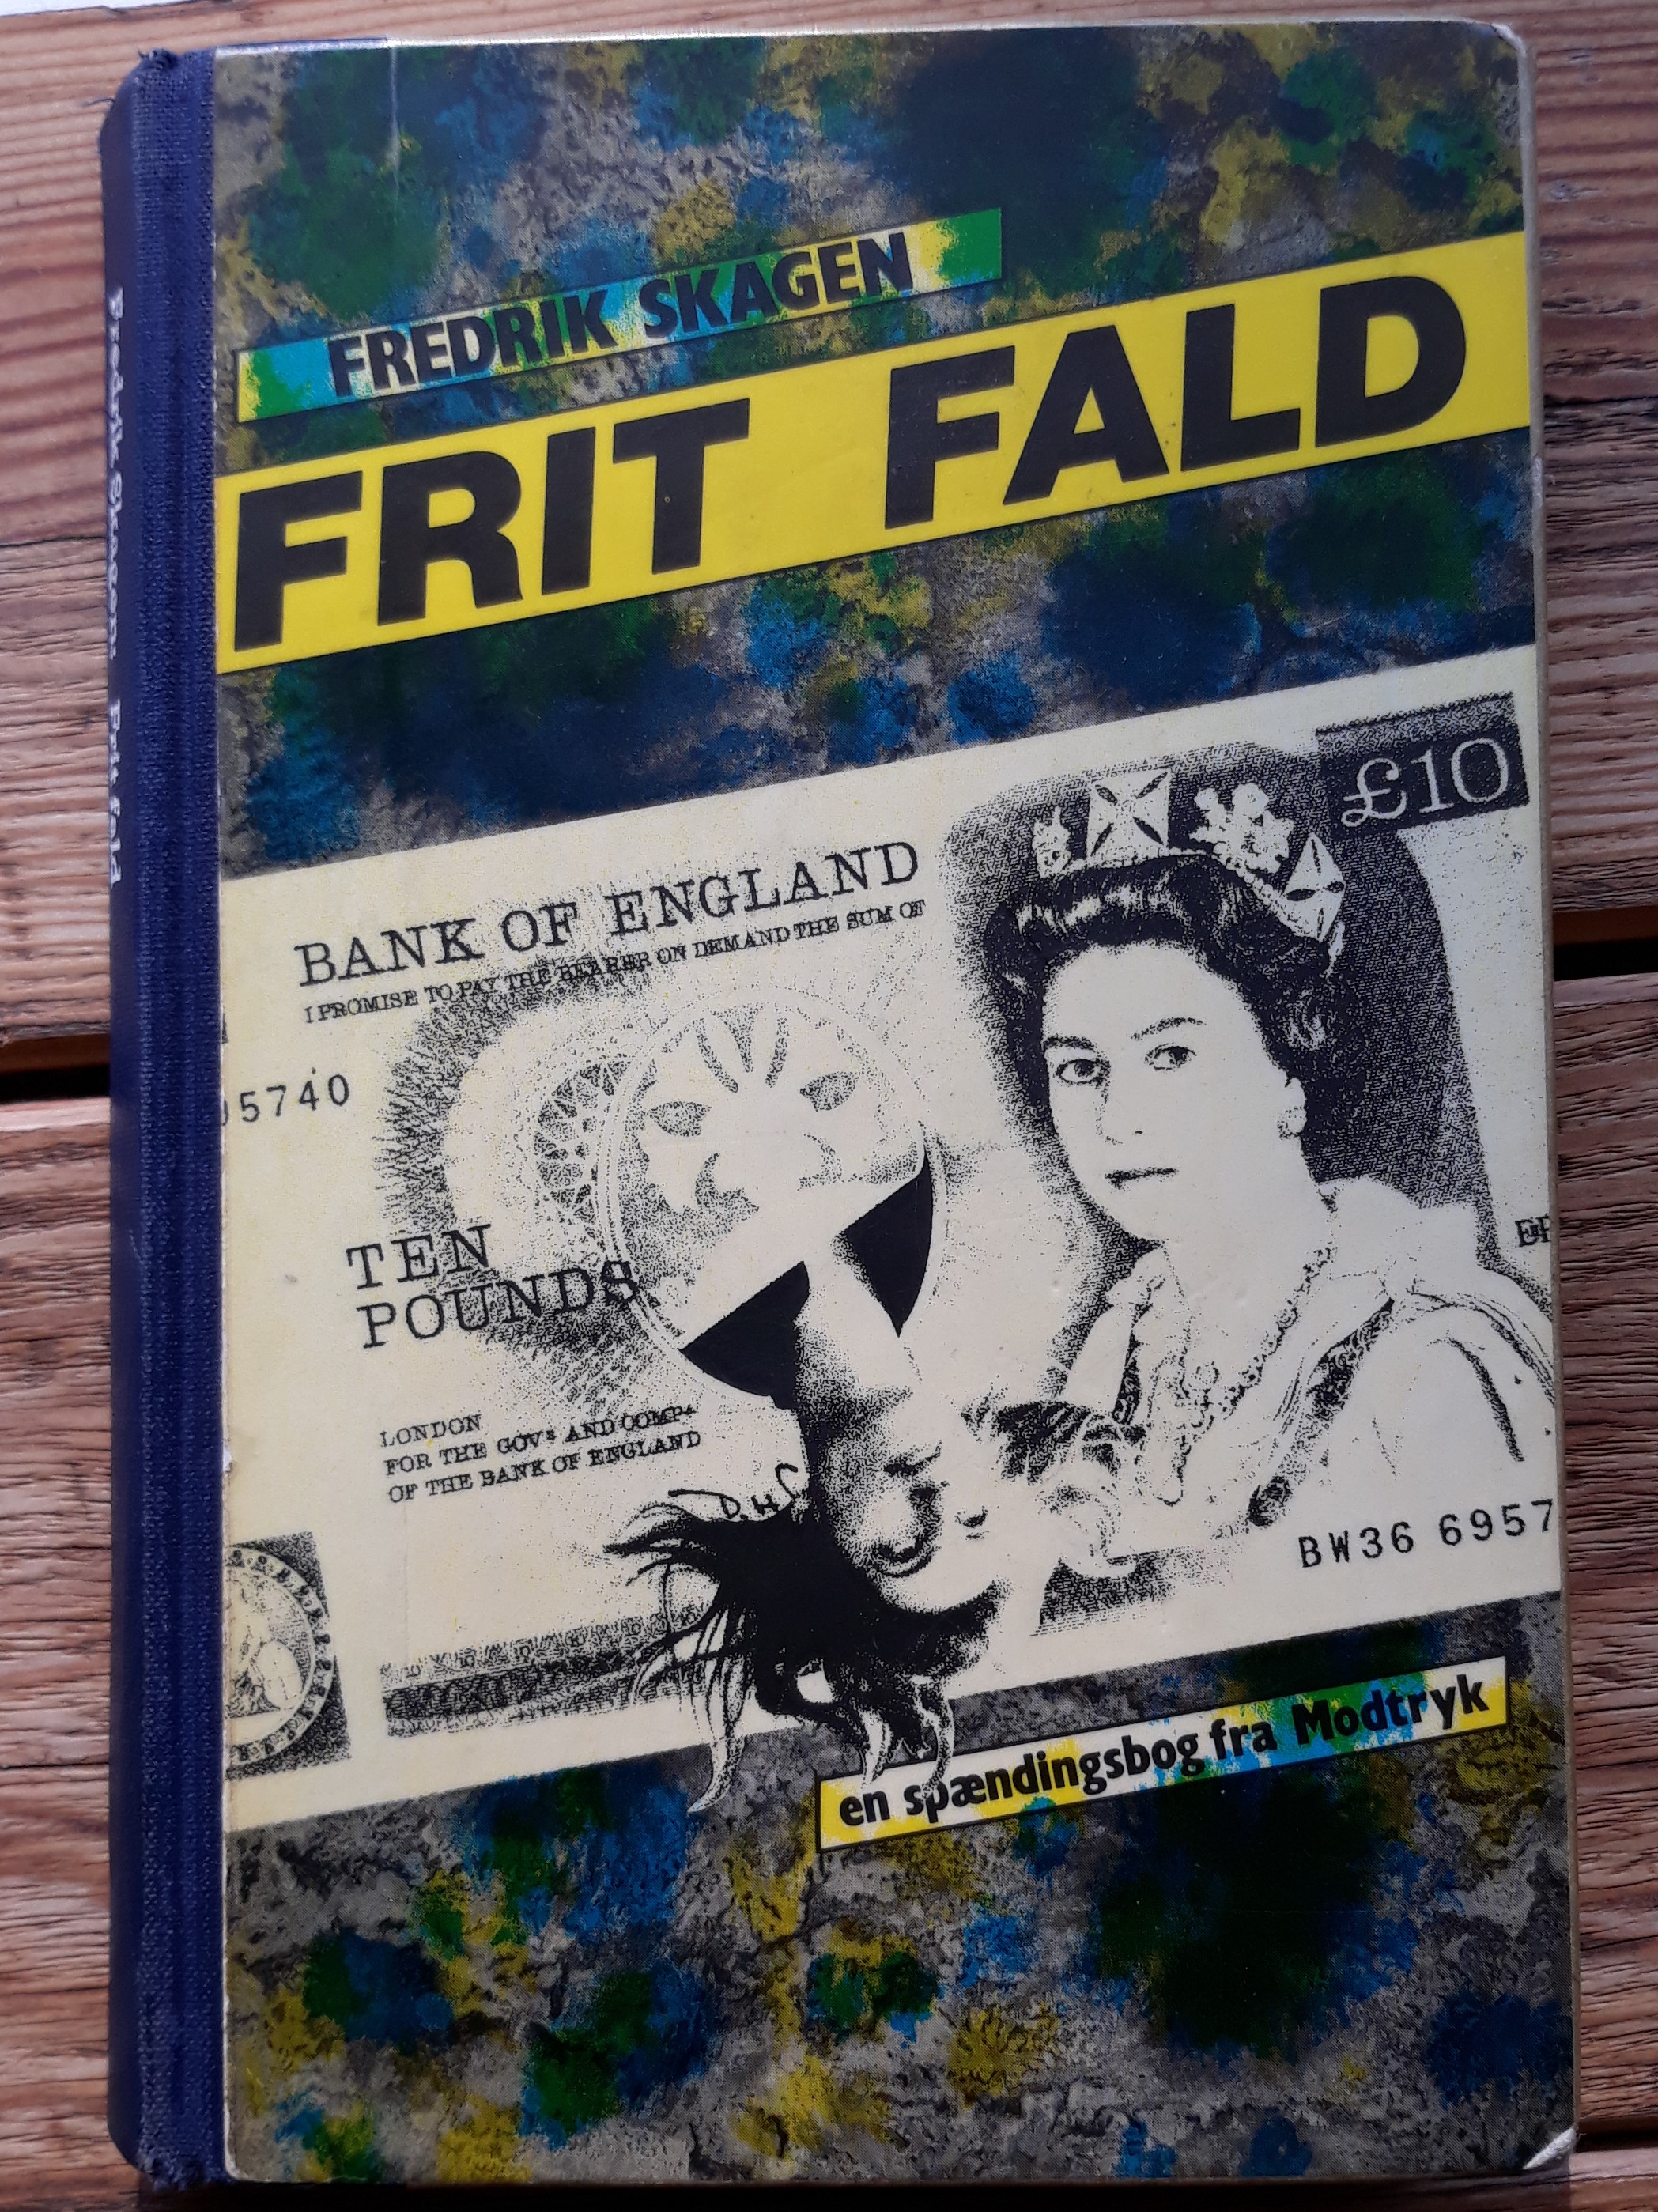 FREDRIK SKAGEN
FRIT FALD
£10
BANK OF ENGLAND
I PROMISE TO PAY THE BEARER ON DEMAND THE SUM OF
5740
TEN
POUNDS
LONDON
FOR THE GOVR AND COMPA
OF THE BANK OF ENGLAND
D.H.
BW36 6957
en spændingsbog fra Modtryk
Fredrik Skagen: Frit fald